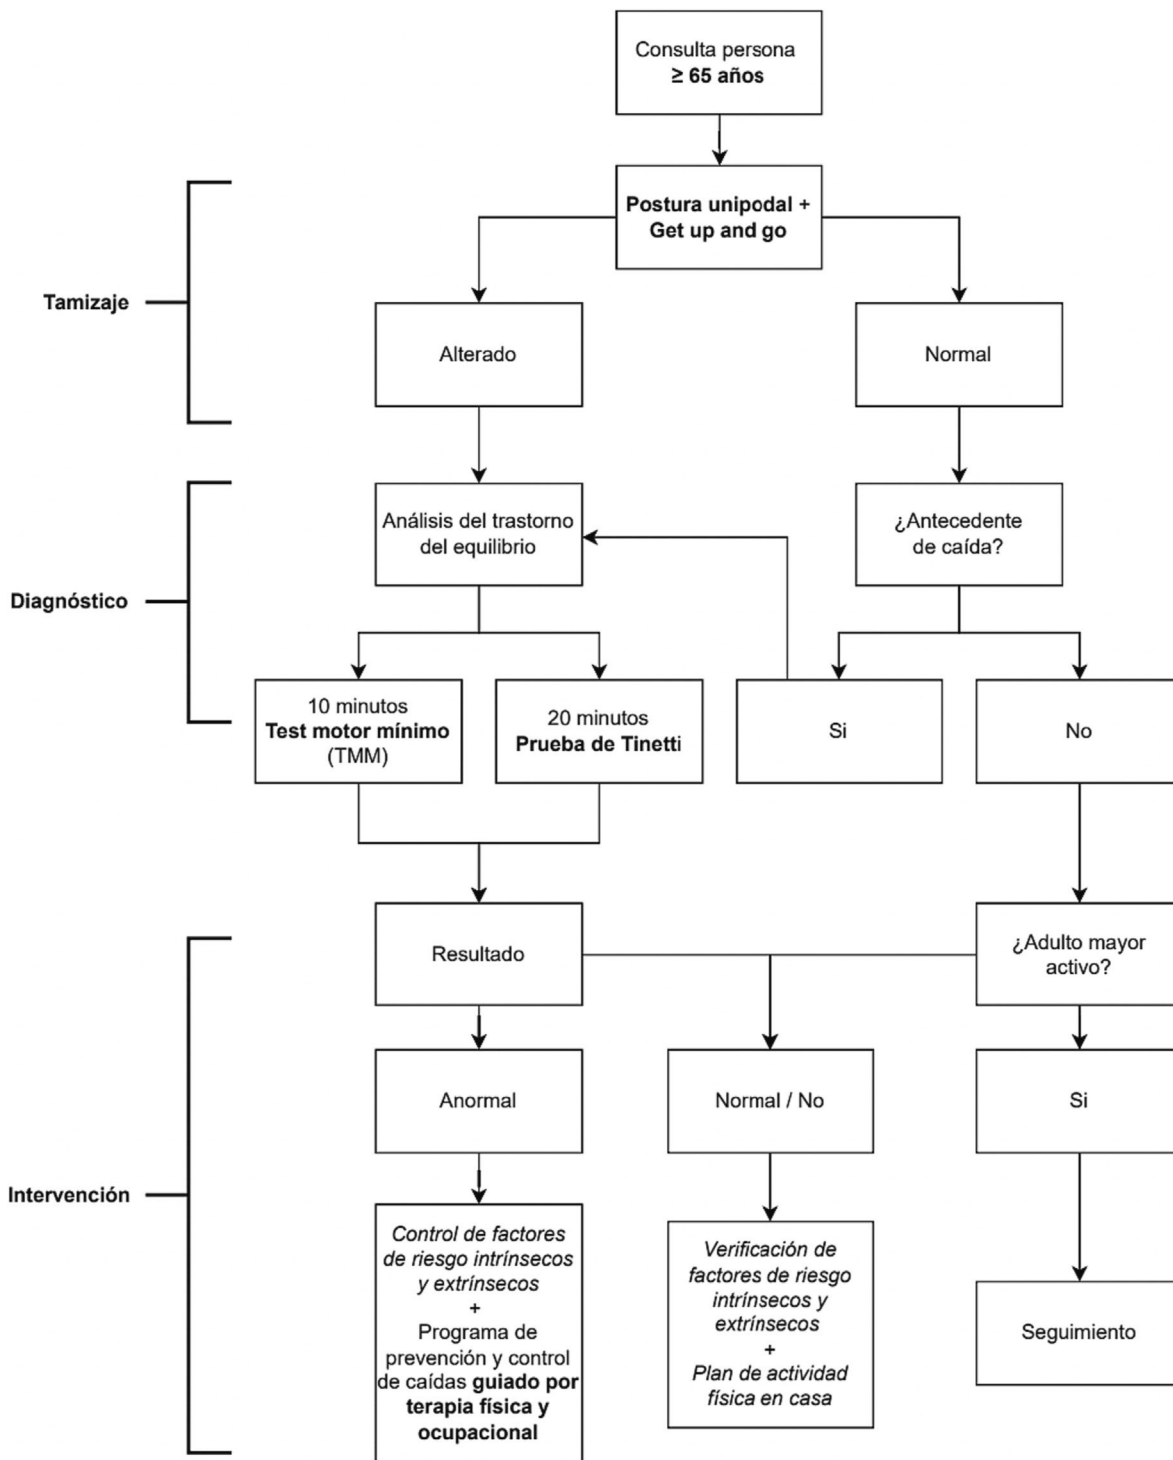 Consulta persona
≥ 65 años
Postura unipodal +
Get up and go
Tamizaje
Alterado
Normal
Análisis del trastorno
del equilibrio
¿Antecedente
de caída?
Diagnóstico
10 minutos
Test motor mínimo
(TMM)
20 minutos
Prueba de Tinetti
Si
No
Resultado
¿Adulto mayor
activo?
Anormal
Normal / No
Si
Intervención
Control de factores
de riesgo intrínsecos
y extrínsecos
+
Programa de
prevención y control
de caídas guiado por
terapia física y
ocupacional
Verificación de
factores de riesgo
intrínsecos y
extrínsecos
+
Plan de actividad
física en casa
Seguimiento